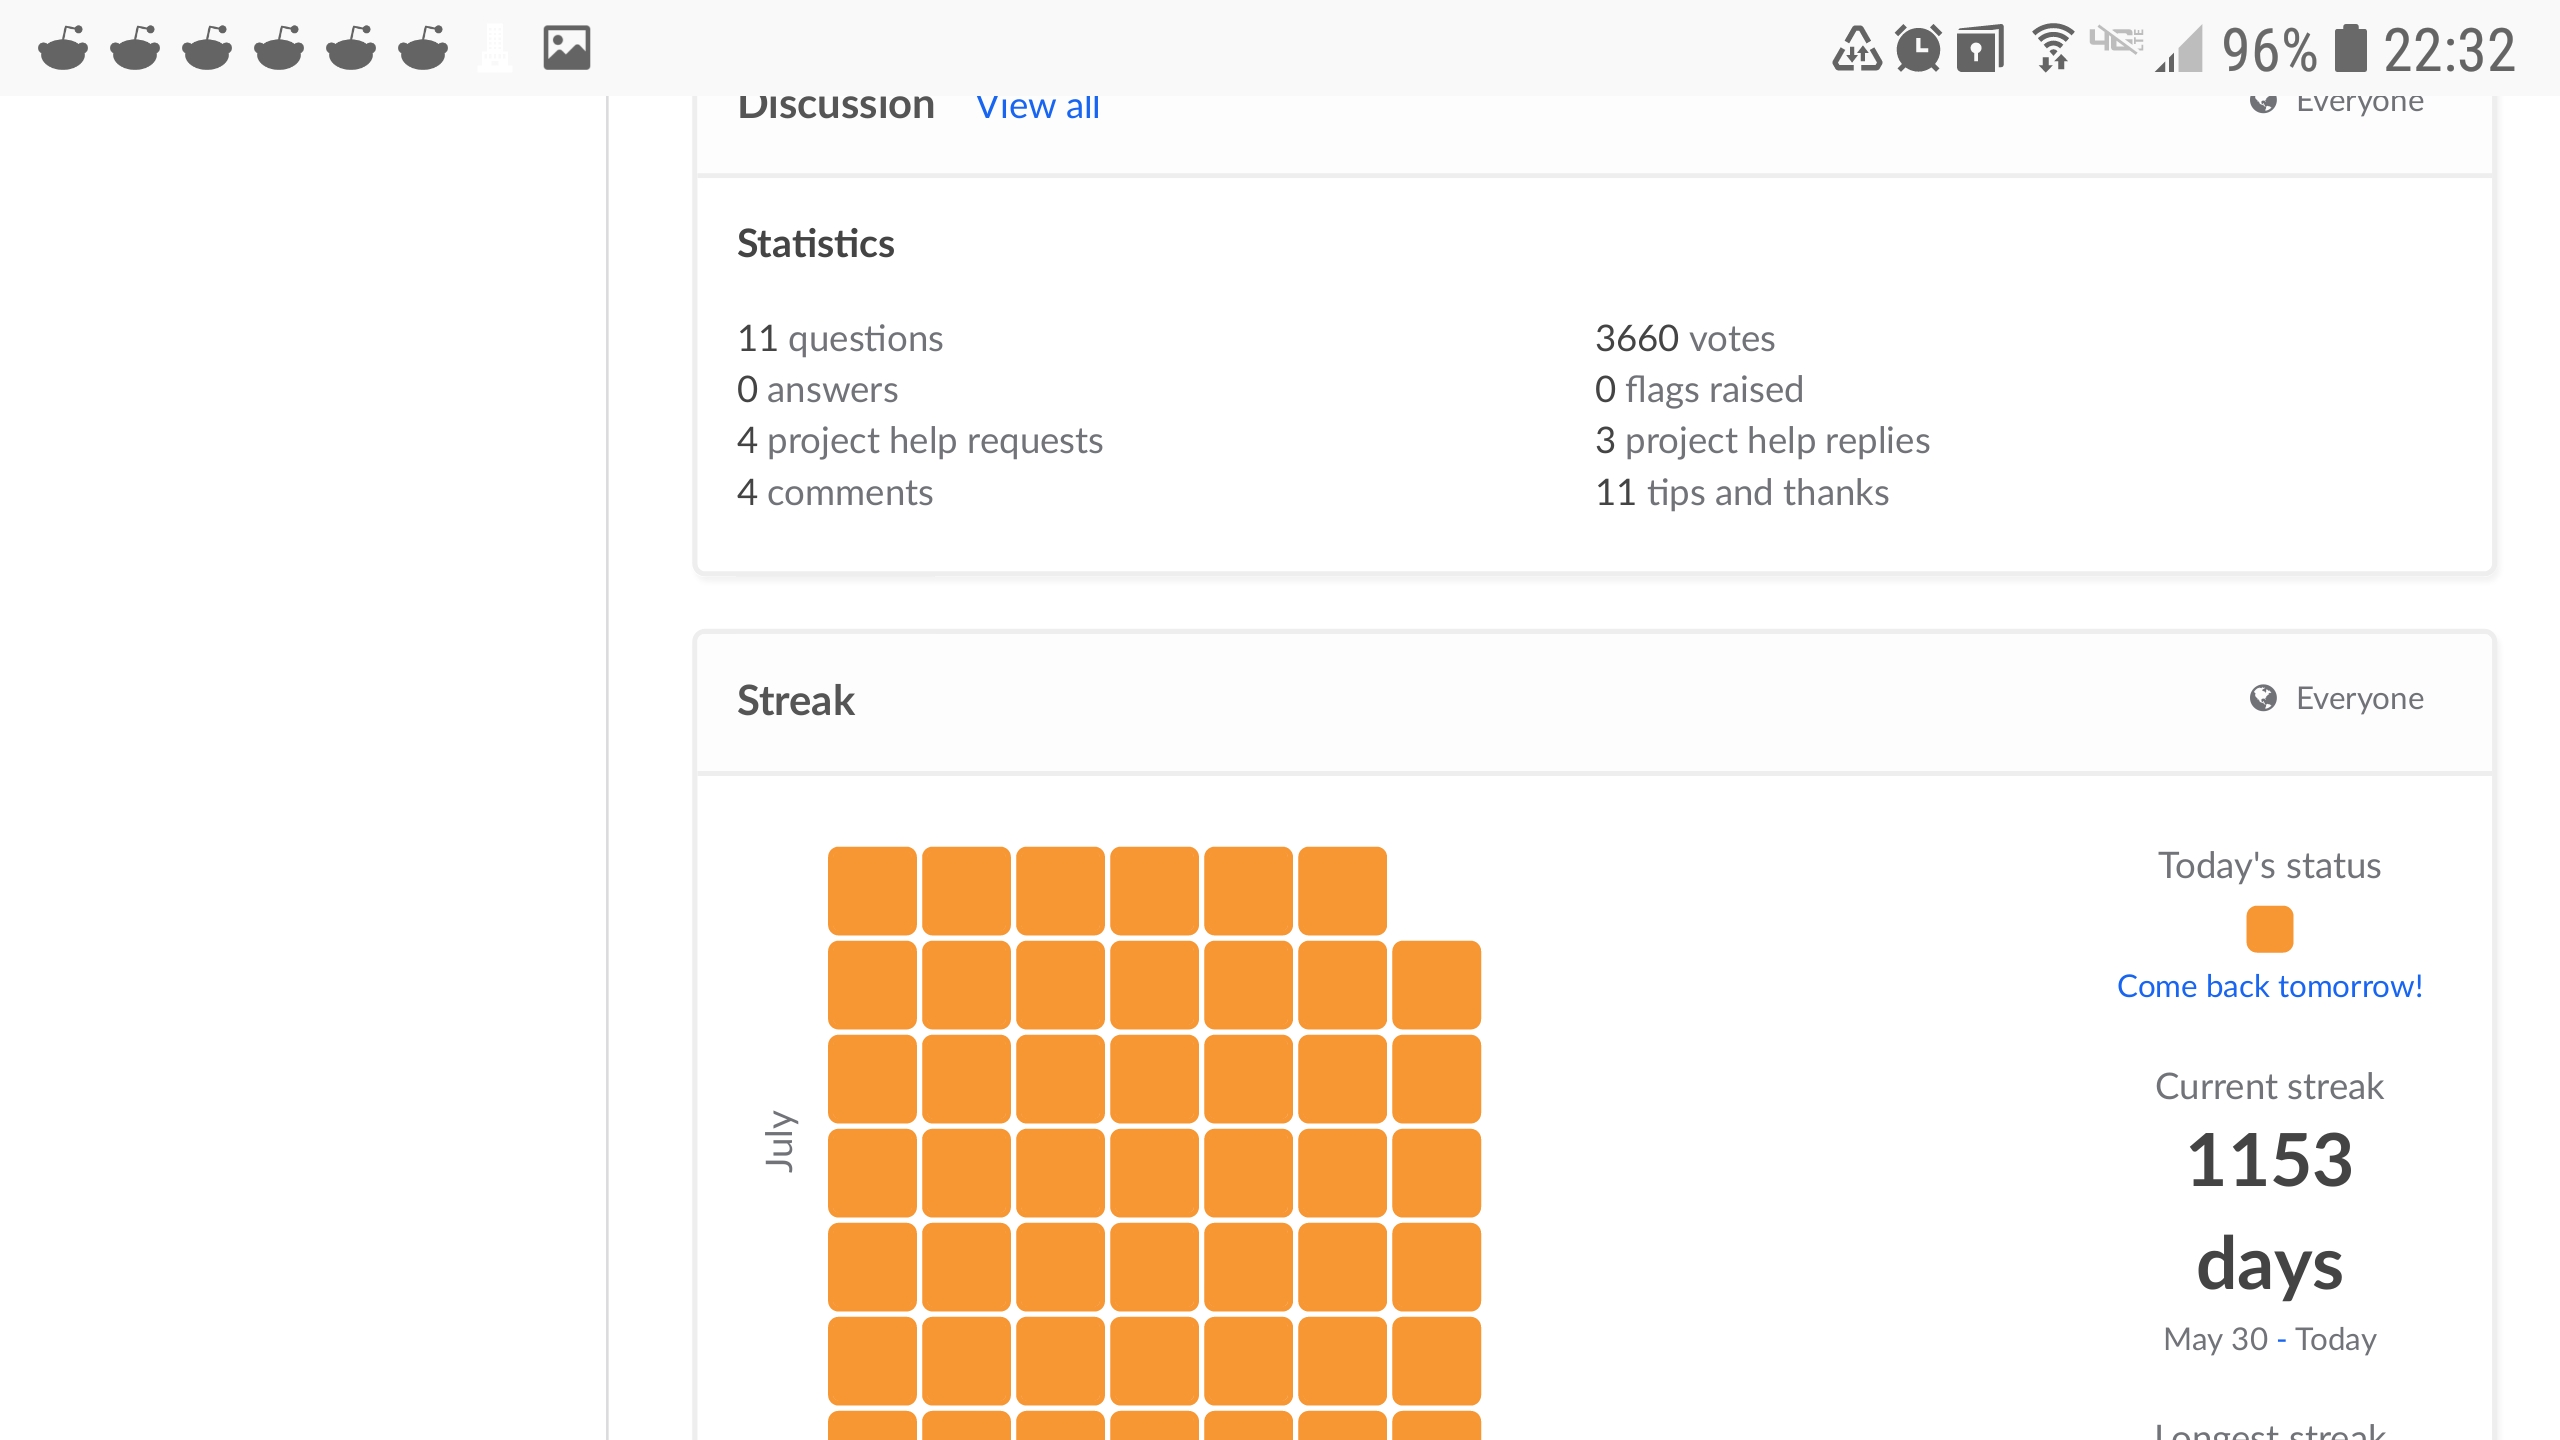 96% 22:32
Discussion View all Everyone
Statistics
11 questions
0 answers
4 project help requests
4 comments
3660 votes
0 flags raised
3 project help replies
11 tips and thanks
Streak
Everyone
July
Today's status
Come back tomorrow!
Current streak
1153
days
May 30 - Today
Longest streak